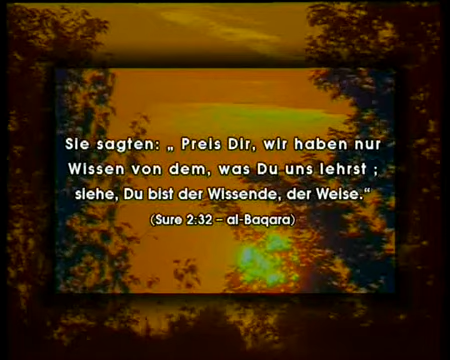 Sie sagten: „ Preis Dir, wir haben nur
Wissen von dem, was Du uns lehrst ;
siehe, Du bist der Wissende, der Weise.“
(Sure 2:32 – al-Baqara)